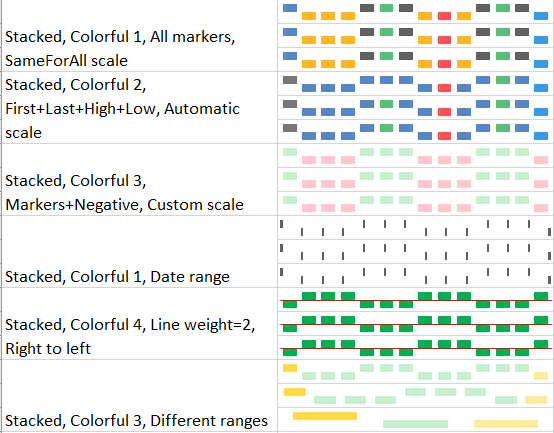 Stacked, Colorful 1, All markers,
SameForAll scale
Stacked, Colorful 2,
First+Last+High+Low, Automatic
scale
Stacked, Colorful 3,
Markers+Negative, Custom scale
Stacked, Colorful 1, Date range
Stacked, Colorful 4, Line weight=2,
Right to left
Stacked, Colorful 3, Different ranges